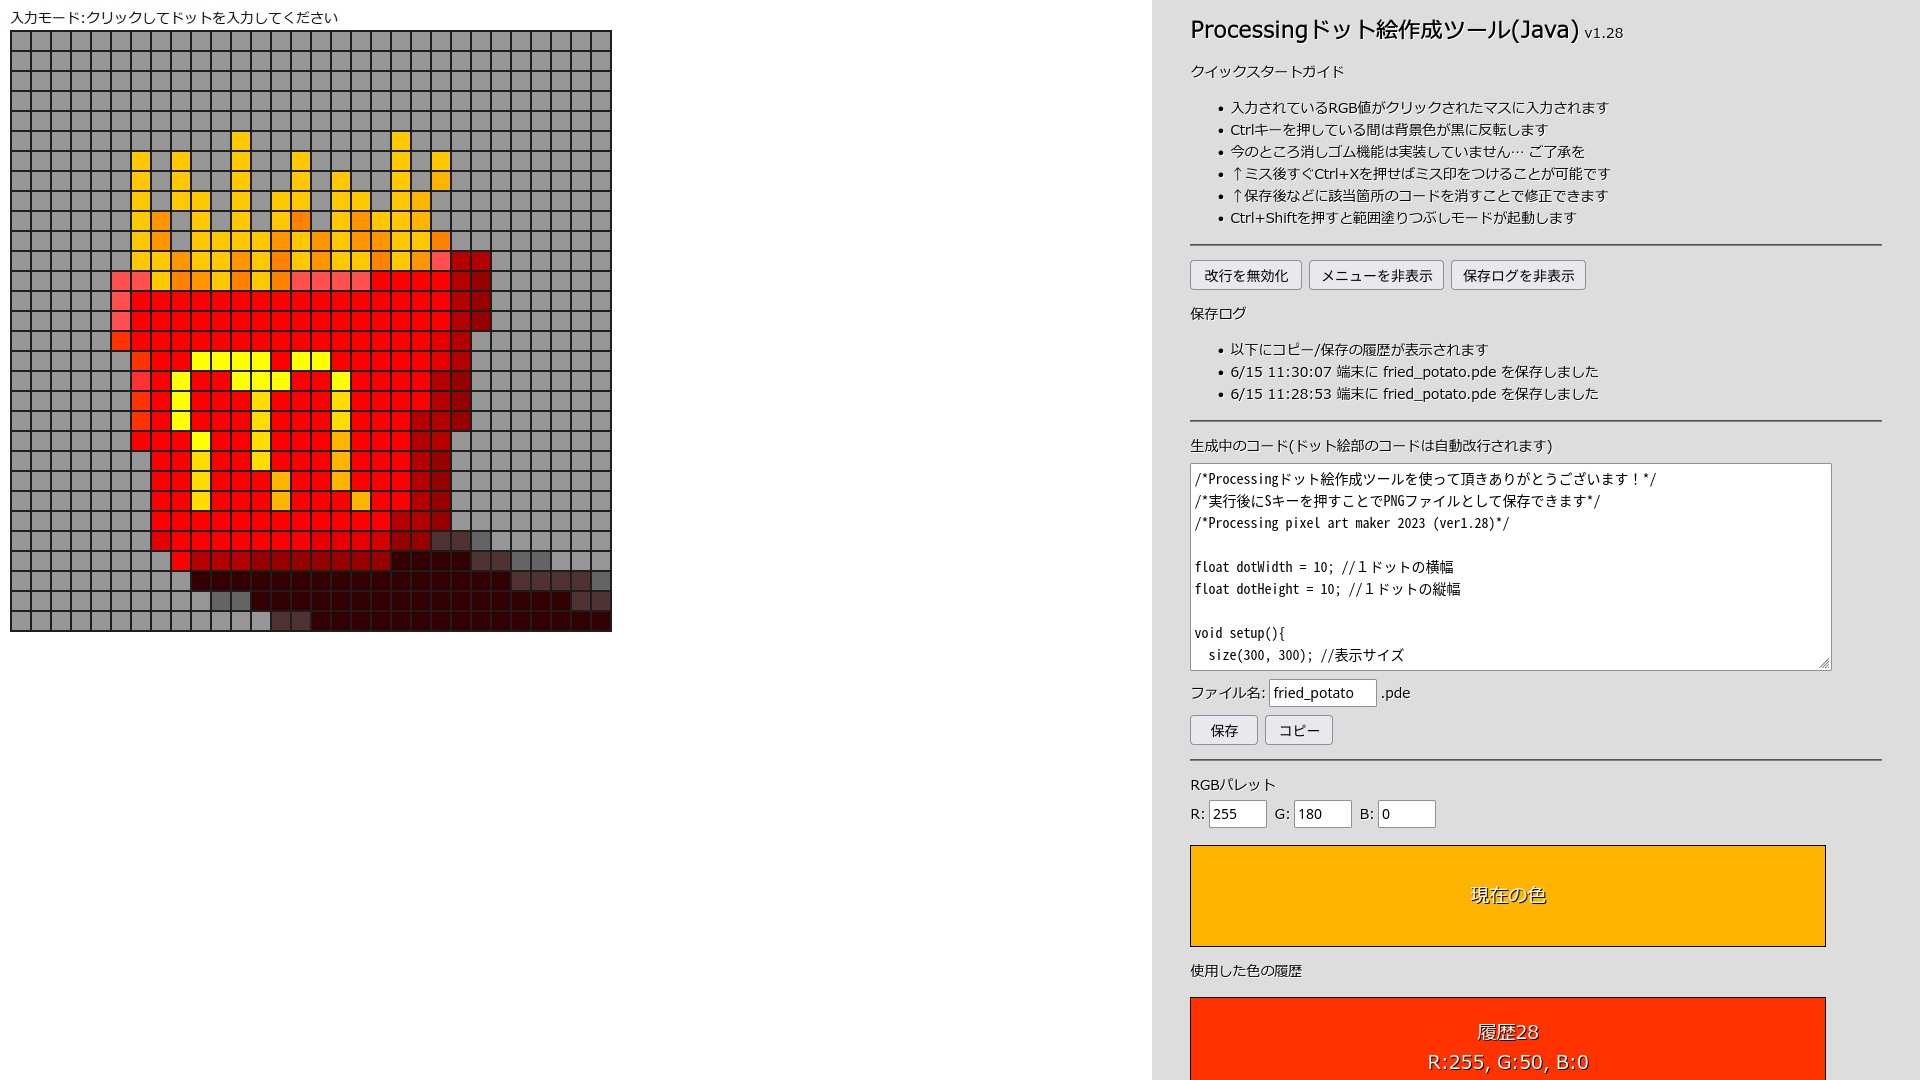 入力モード:クリックしてドットを入力してください
Processingドット絵作成ツール(Java) v1.28
クイックスタートガイド
• 入力されているRGB値がクリックされたマスに入力されます
• Ctrlキーを押している間は背景色が黒に反転します
• 今のところ消しゴム機能は実装していません… ご了承を
• ↑ミス後すぐCtrl+Xを押せばミス印をつけることが可能です
• ↑保存後などに該当箇所のコードを消すことで修正できます
• Ctrl+Shiftを押すと範囲塗りつぶしモードが起動します
改行を無効化 メニューを非表示 保存ログを非表示
保存ログ
• 以下にコピー/保存の履歴が表示されます
• 6/15 11:30:07 端末に fried_potato.pde を保存しました
• 6/15 11:28:53 端末に fried_potato.pde を保存しました
生成中のコード(ドット絵部のコードは自動改行されます)
/*Processingドット絵作成ツールを使って頂きありがとうございます！*/
/*実行後にSキーを押すことでPNGファイルとして保存できます*/
/*Processing pixel art maker 2023 (ver1.28)*/
float dotWidth = 10; //１ドットの横幅
float dotHeight = 10; //１ドットの縦幅
void setup(){
size(300, 300); //表示サイズ
ファイル名: fried_potato .pde
保存 コピー
RGBパレット
R: 255 G: 180 B: 0
現在の色
使用した色の履歴
履歴28
R:255, G:50, B:0